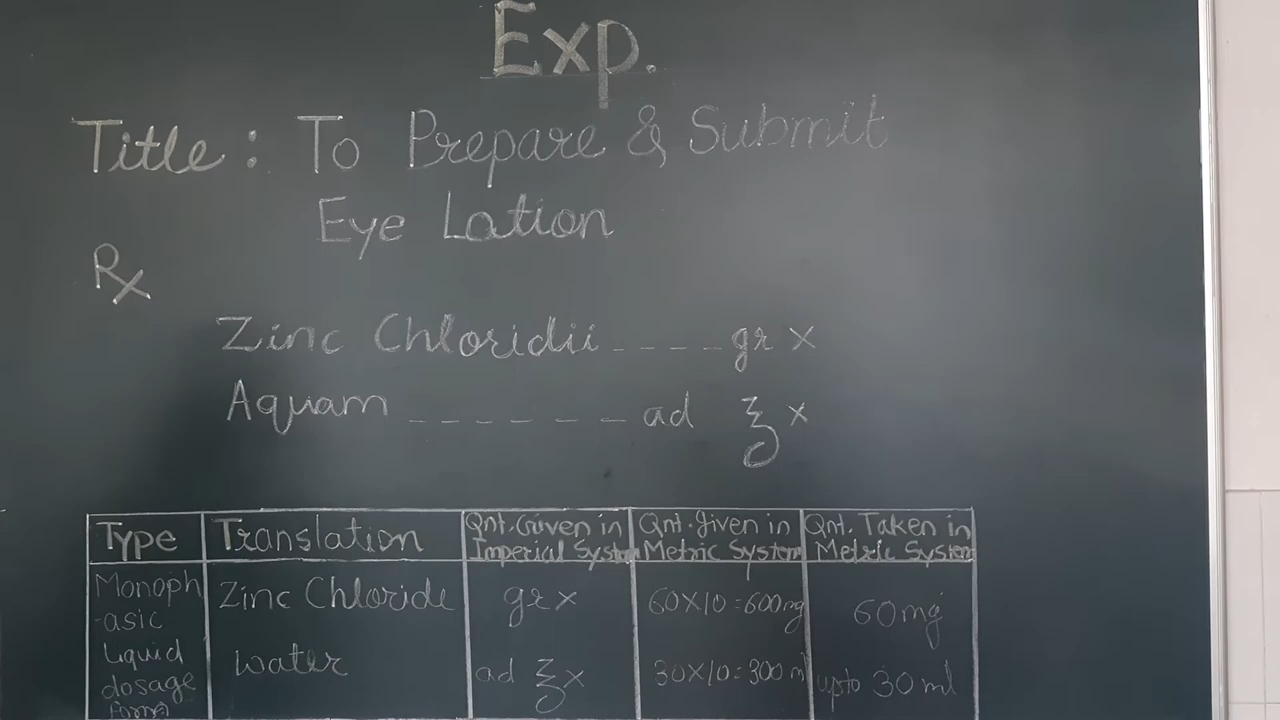 Exp.
Title : To Prepare & Submit
Eye Lation
Rx
Zinc Chloridii ---- gr x
Aquam ------- ad ℥ x
Type | Translation | Qnt. Given in Imperial System | Qnt. given in Metric System | Qnt. Taken in Metric System
Monoph | Zinc Chloride | gr x | 60X10=600mg | 60mg
-asic
Liquid | water | ad ℥ x | 30X10=300 m | upto 30 ml
dosage
forms